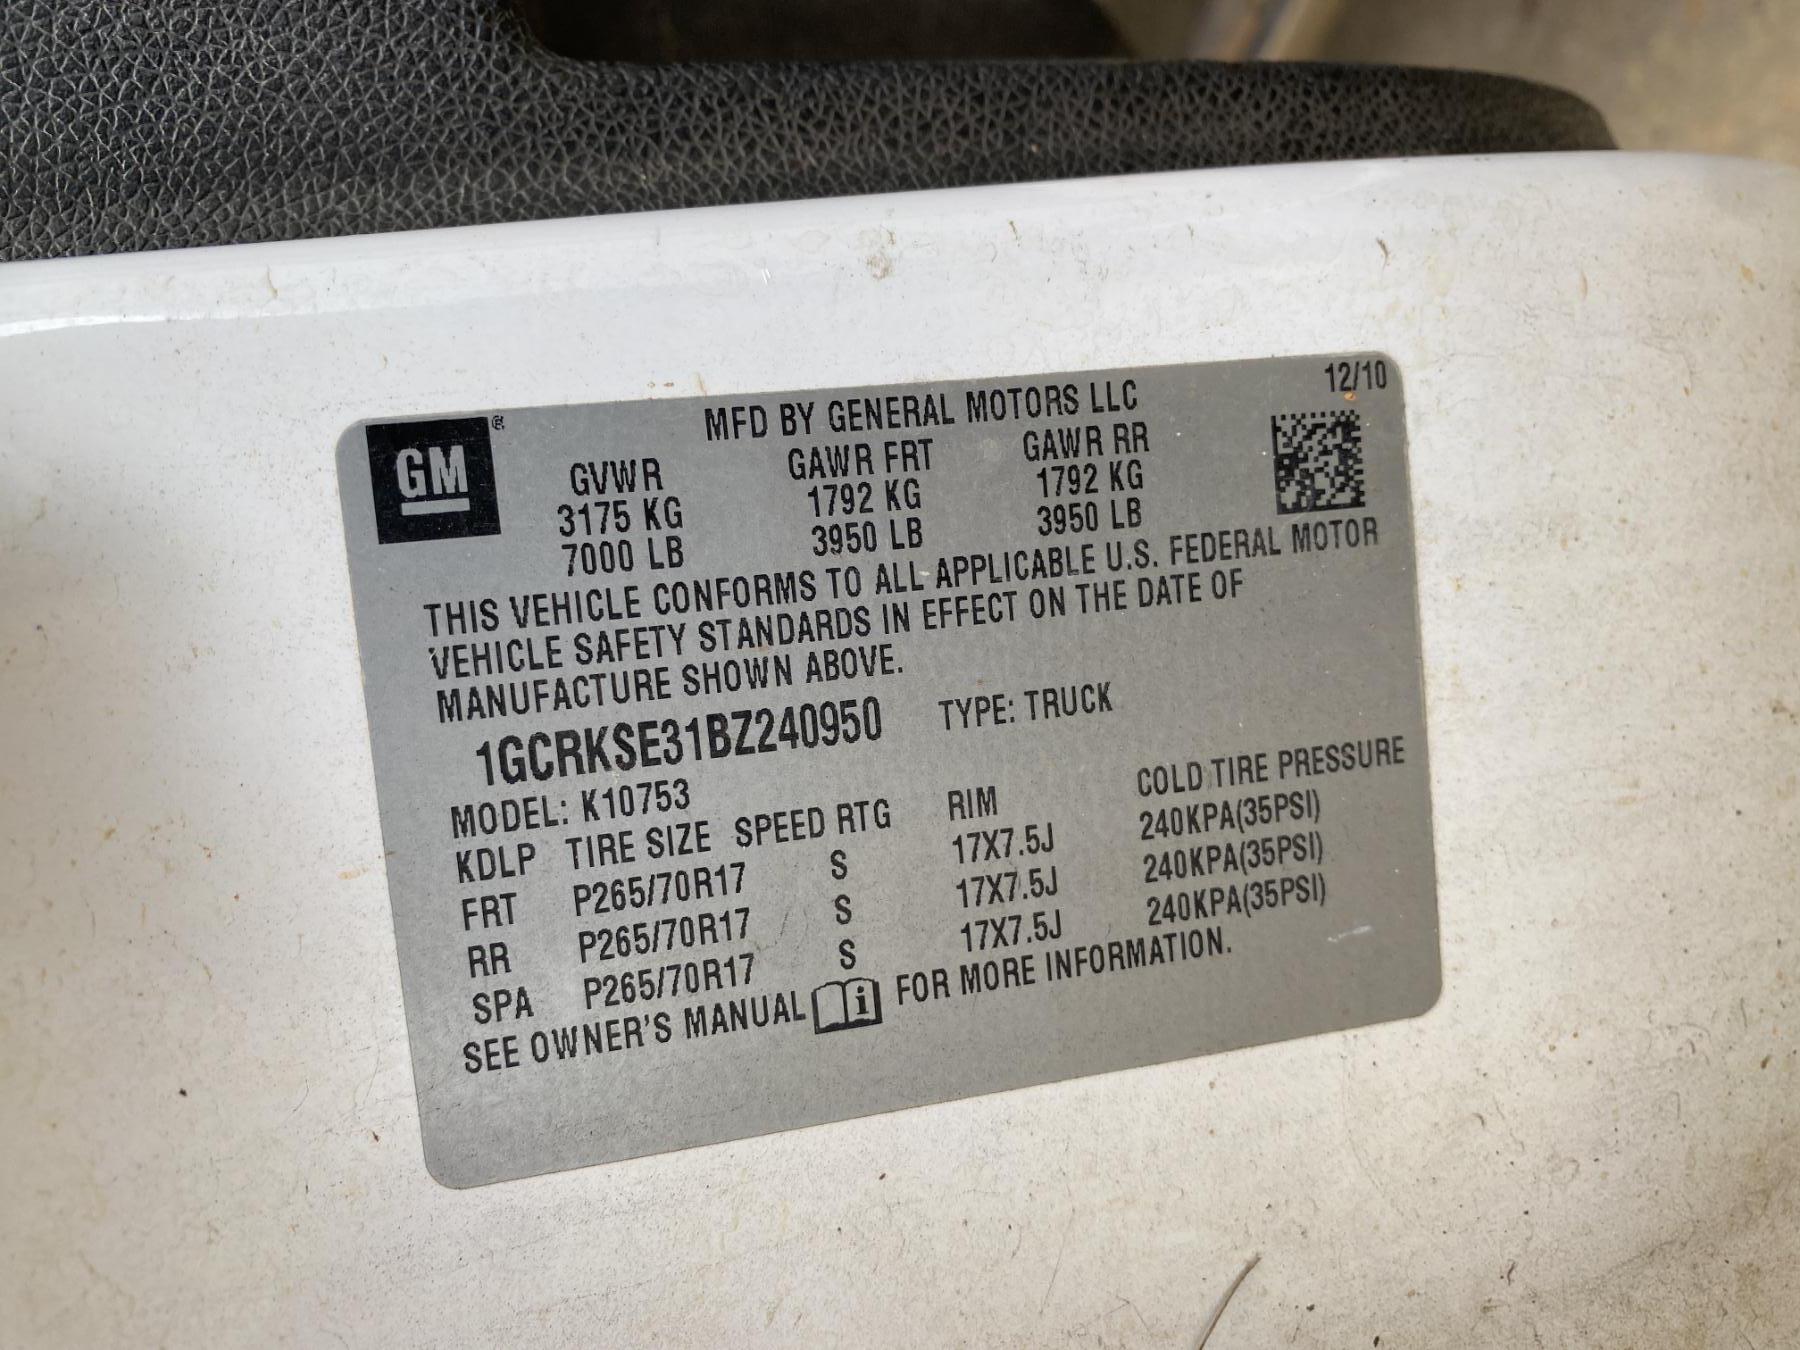 12/10
GM ®
MFD BY GENERAL MOTORS LLC
GVWR GAWR FRT GAWR RR
3175 KG 1792 KG 1792 KG
7000 LB 3950 LB 3950 LB
THIS VEHICLE CONFORMS TO ALL APPLICABLE U.S. FEDERAL MOTOR
VEHICLE SAFETY STANDARDS IN EFFECT ON THE DATE OF
MANUFACTURE SHOWN ABOVE.
1GCRKSE31BZ240950 TYPE: TRUCK
MODEL: K10753
KDLP TIRE SIZE SPEED RTG RIM COLD TIRE PRESSURE
FRT P265/70R17 S 17X7.5J 240KPA(35PSI)
RR P265/70R17 S 17X7.5J 240KPA(35PSI)
SPA P265/70R17 S 17X7.5J 240KPA(35PSI)
SEE OWNER'S MANUAL i FOR MORE INFORMATION.